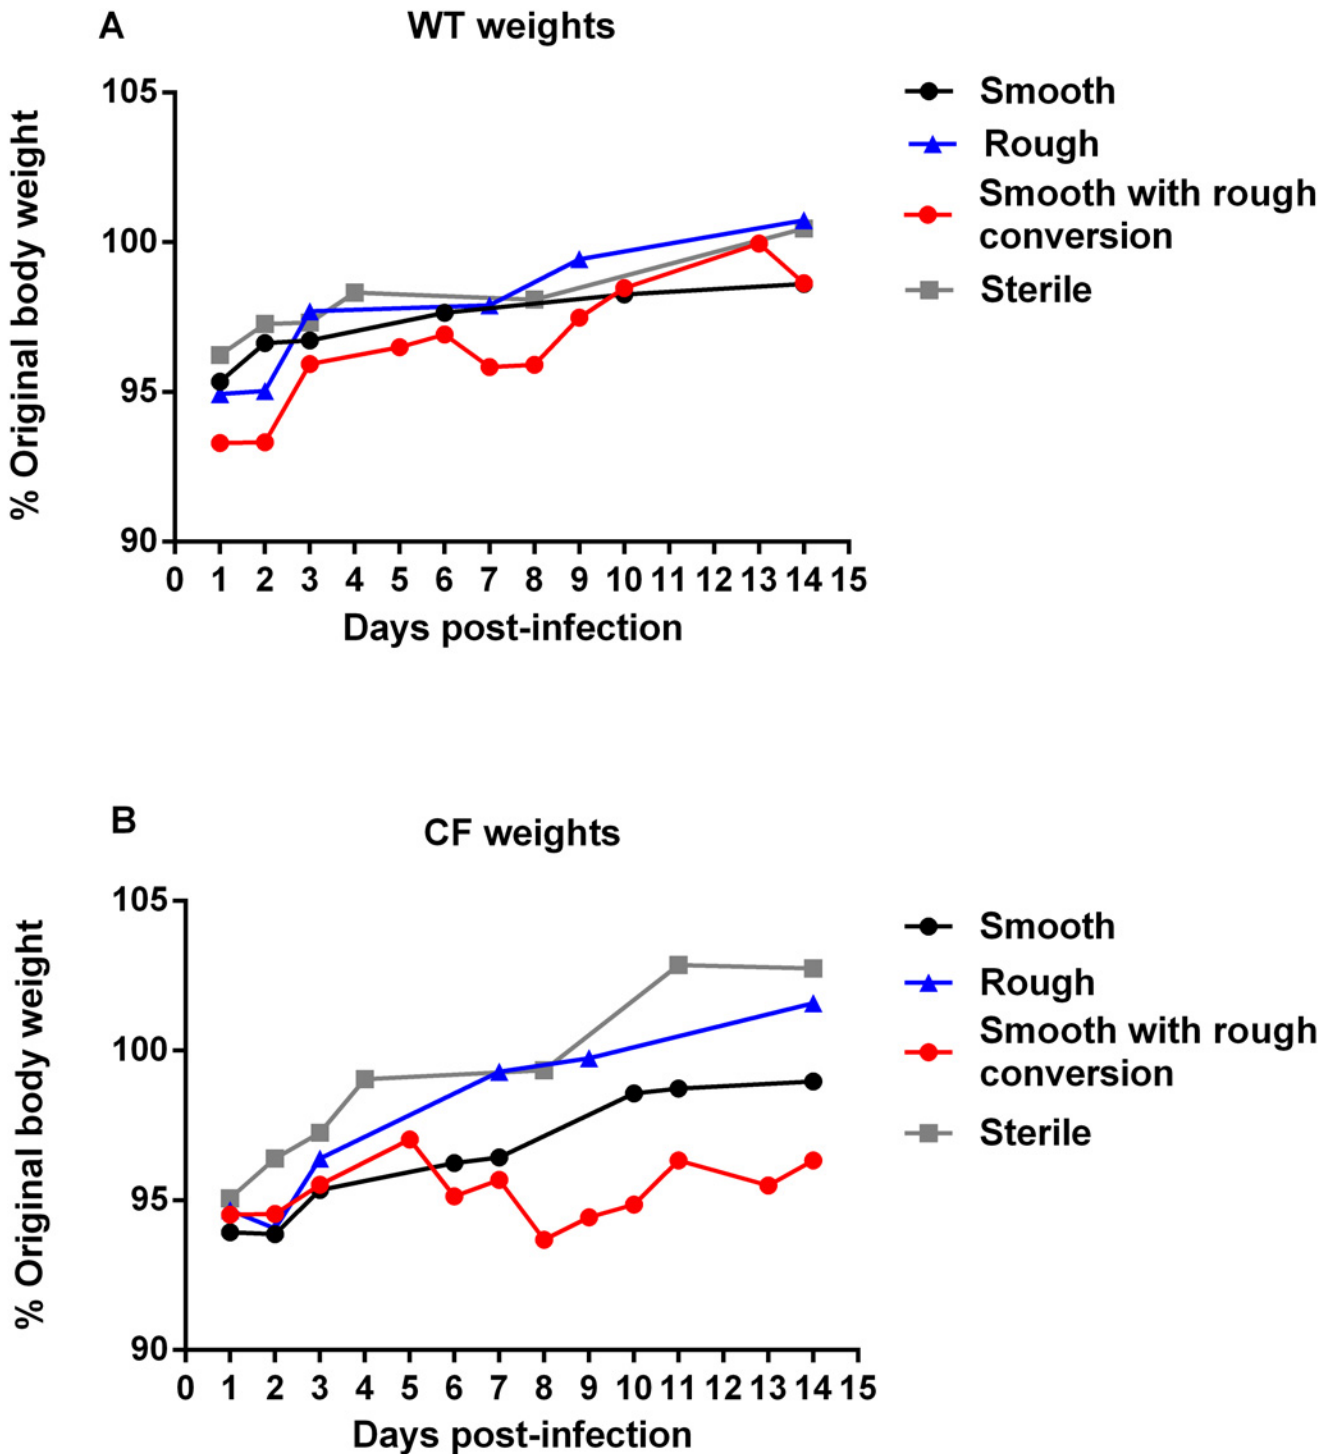 A
WT weights
% Original body weight
105
100
95
90
0 1 2 3 4 5 6 7 8 9 10 11 12 13 14 15
Days post-infection
Smooth
Rough
Smooth with rough
conversion
Sterile
B
CF weights
% Original body weight
105
100
95
90
0 1 2 3 4 5 6 7 8 9 10 11 12 13 14 15
Days post-infection
Smooth
Rough
Smooth with rough
conversion
Sterile